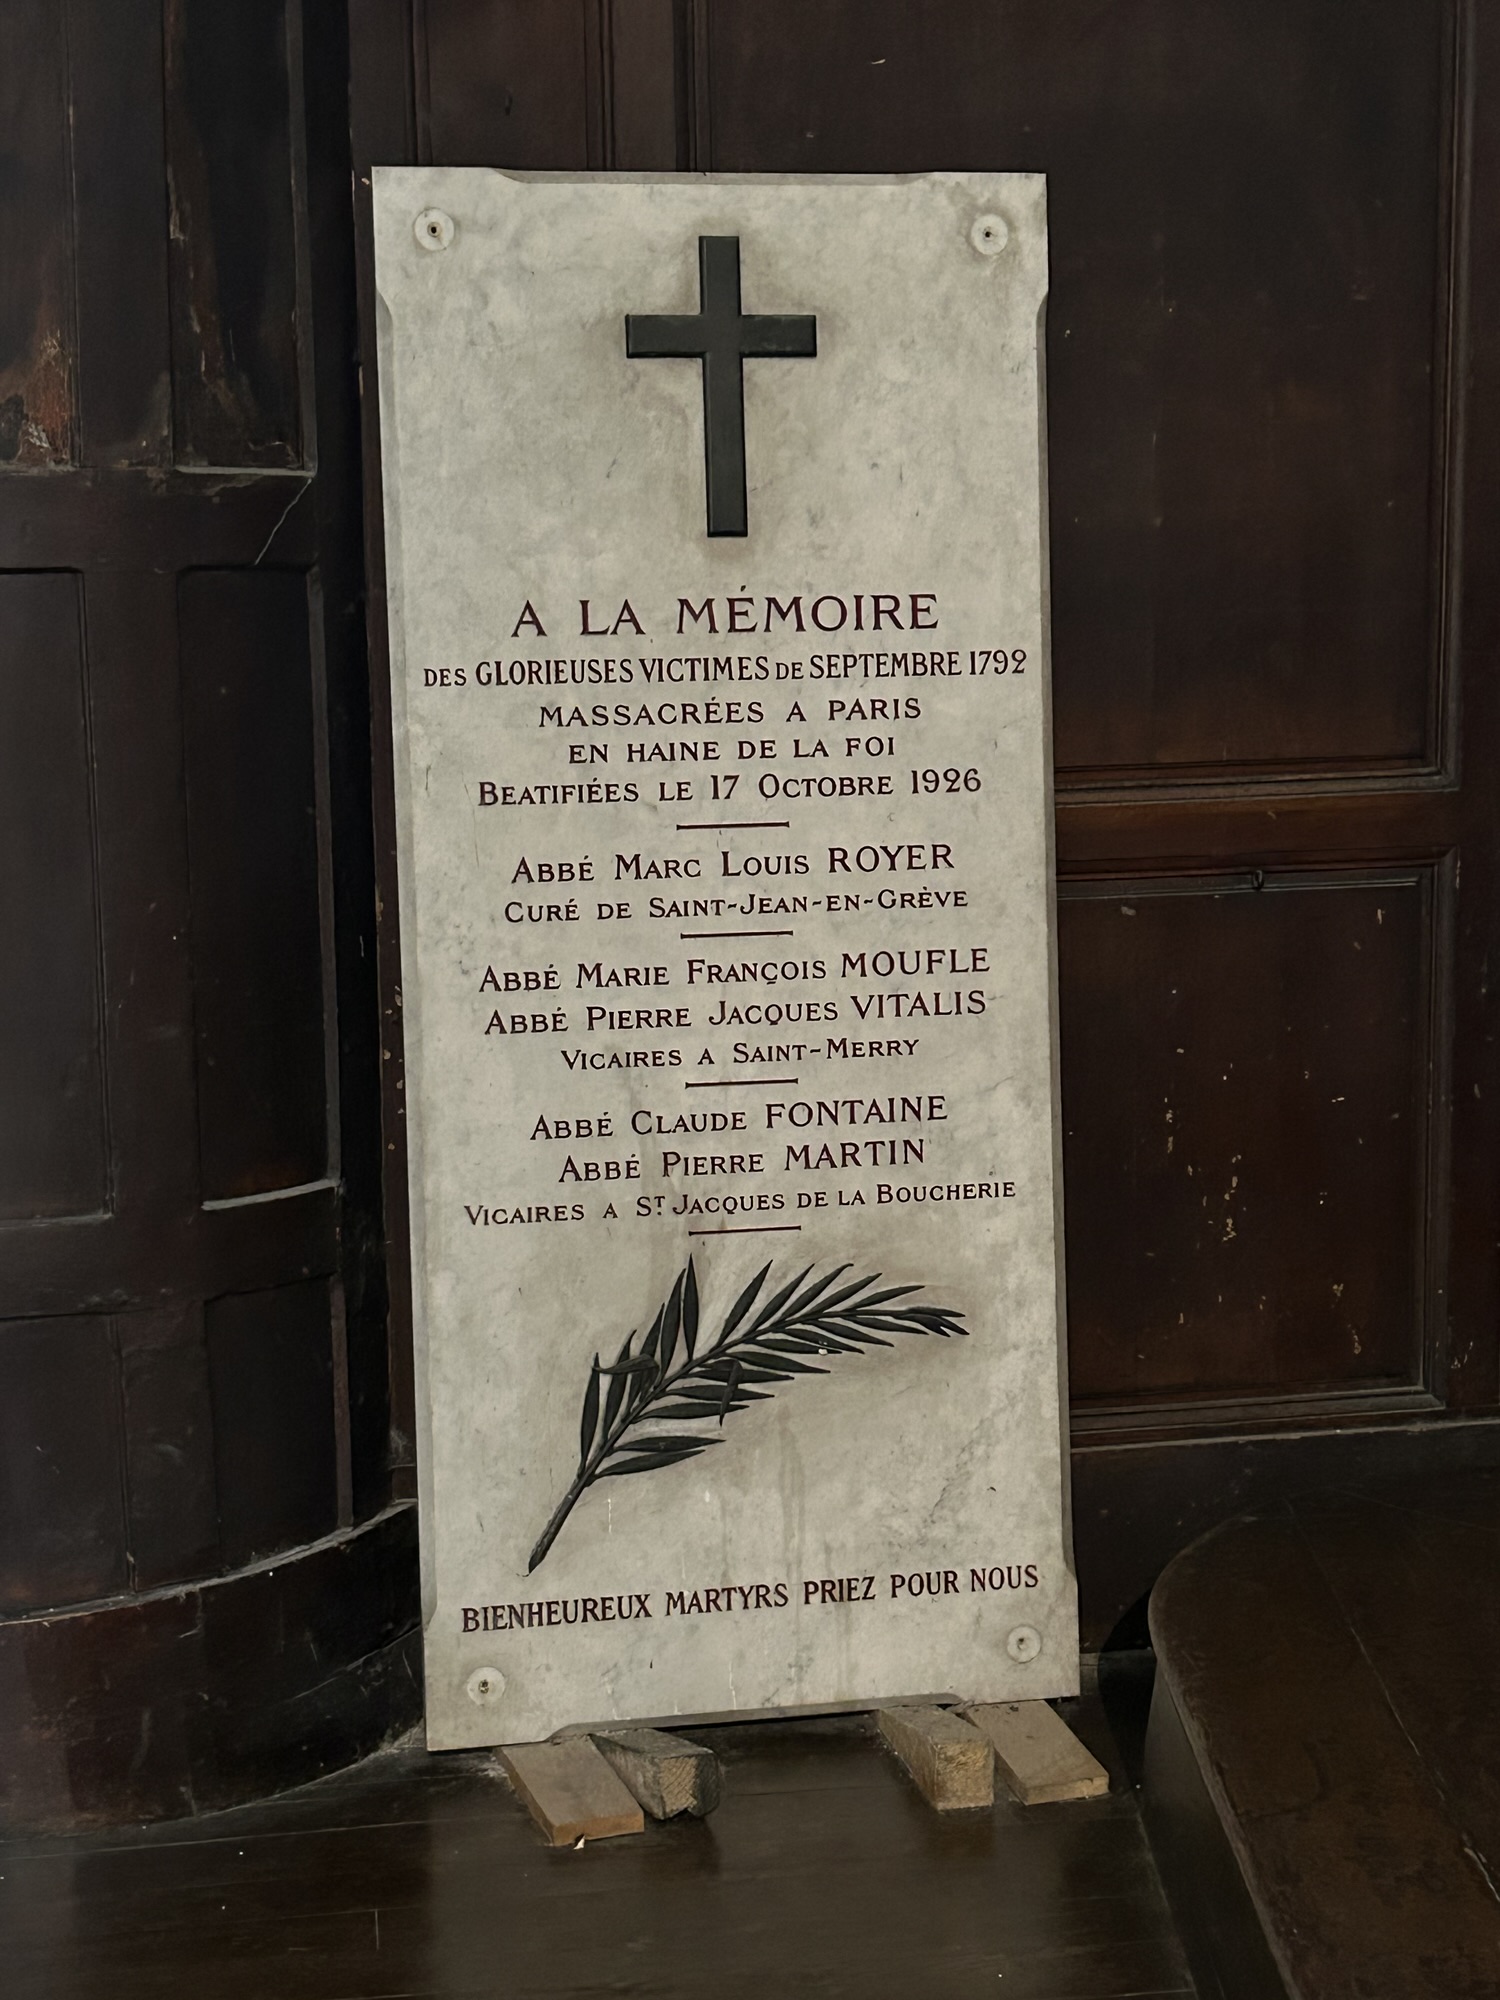 A LA MÉMOIRE
DES GLORIEUSES VICTIMES DE SEPTEMBRE 1792
MASSACRÉES A PARIS
EN HAINE DE LA FOI
BEATIFIÉES LE 17 OCTOBRE 1926
ABBÉ MARC LOUIS ROYER
CURÉ DE SAINT-JEAN-EN-GRÈVE
ABBÉ MARIE FRANÇOIS MOUFLE
ABBÉ PIERRE JACQUES VITALIS
VICAIRES A SAINT-MERRY
ABBÉ CLAUDE FONTAINE
ABBÉ PIERRE MARTIN
VICAIRES A ST JACQUES DE LA BOUCHERIE
BIENHEUREUX MARTYRS PRIEZ POUR NOUS